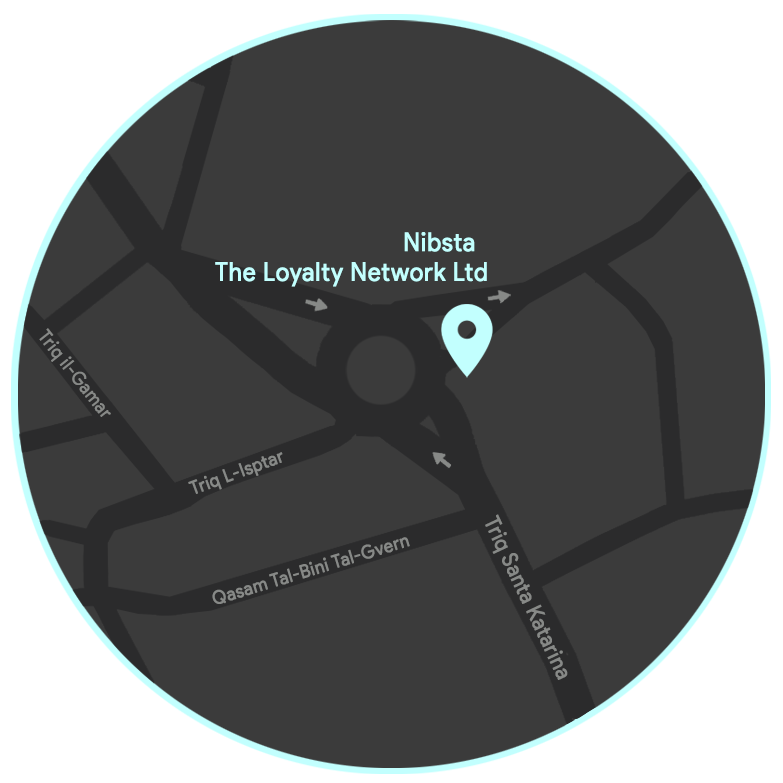 Nibsta
The Loyalty Network Ltd
Triq il-Gamar
Triq L-Isptar
Qasam Tal-Bini Tal-Gvern
Triq Santa Katarina